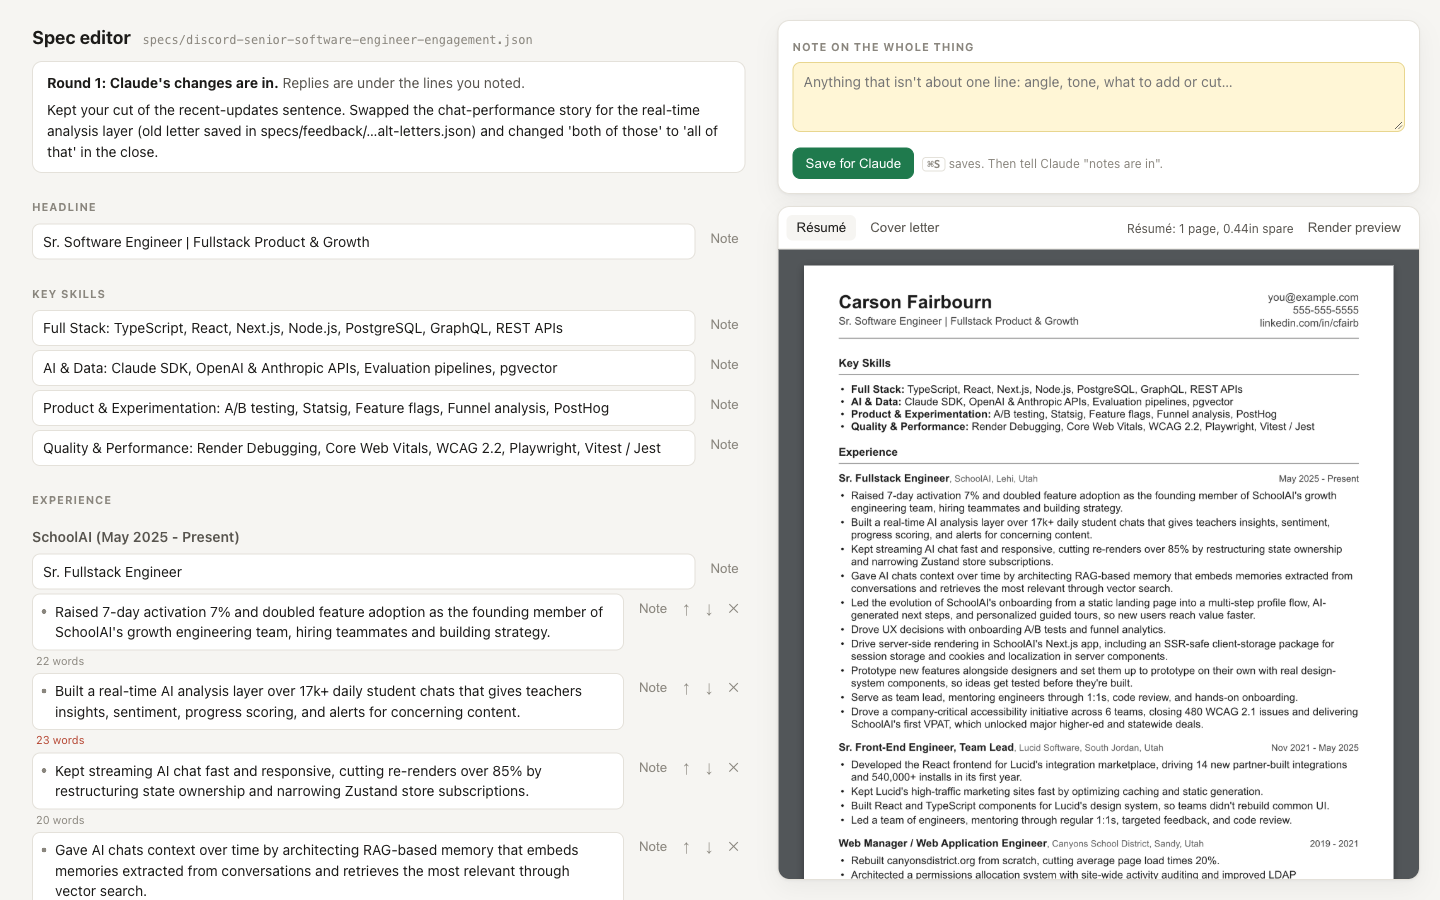 Spec editor specs/discord-senior-software-engineer-engagement.json
Round 1: Claude's changes are in. Replies are under the lines you noted.
Kept your cut of the recent-updates sentence. Swapped the chat-performance story for the real-time
analysis layer (old letter saved in specs/feedback/...alt-letters.json) and changed 'both of those' to 'all of
that' in the close.
HEADLINE
Sr. Software Engineer | Fullstack Product & Growth Note
KEY SKILLS
Full Stack: TypeScript, React, Next.js, Node.js, PostgreSQL, GraphQL, REST APIs Note
AI & Data: Claude SDK, OpenAI & Anthropic APIs, Evaluation pipelines, pgvector Note
Product & Experimentation: A/B testing, Statsig, Feature flags, Funnel analysis, PostHog Note
Quality & Performance: Render Debugging, Core Web Vitals, WCAG 2.2, Playwright, Vitest / Jest Note
EXPERIENCE
SchoolAI (May 2025 - Present)
Sr. Fullstack Engineer Note
• Raised 7-day activation 7% and doubled feature adoption as the founding member of Note ↑ ↓ ×
SchoolAI's growth engineering team, hiring teammates and building strategy.
22 words
• Built a real-time AI analysis layer over 17k+ daily student chats that gives teachers Note ↑ ↓ ×
insights, sentiment, progress scoring, and alerts for concerning content.
23 words
• Kept streaming AI chat fast and responsive, cutting re-renders over 85% by Note ↑ ↓ ×
restructuring state ownership and narrowing Zustand store subscriptions.
20 words
• Gave AI chats context over time by architecting RAG-based memory that embeds Note ↑ ↓ ×
memories extracted from conversations and retrieves the most relevant through
vector search.
NOTE ON THE WHOLE THING
Anything that isn't about one line: angle, tone, what to add or cut...
Save for Claude ⌘S saves. Then tell Claude "notes are in".
Résumé Cover letter Résumé: 1 page, 0.44in spare Render preview
Carson Fairbourn
Sr. Software Engineer | Fullstack Product & Growth
you@example.com
555-555-5555
linkedin.com/in/cfairb
Key Skills
• Full Stack: TypeScript, React, Next.js, Node.js, PostgreSQL, GraphQL, REST APIs
• AI & Data: Claude SDK, OpenAI & Anthropic APIs, Evaluation pipelines, pgvector
• Product & Experimentation: A/B testing, Statsig, Feature flags, Funnel analysis, PostHog
• Quality & Performance: Render Debugging, Core Web Vitals, WCAG 2.2, Playwright, Vitest / Jest
Experience
Sr. Fullstack Engineer, SchoolAI, Lehi, Utah May 2025 - Present
• Raised 7-day activation 7% and doubled feature adoption as the founding member of SchoolAI's growth
engineering team, hiring teammates and building strategy.
• Built a real-time AI analysis layer over 17k+ daily student chats that gives teachers insights, sentiment,
progress scoring, and alerts for concerning content.
• Kept streaming AI chat fast and responsive, cutting re-renders over 85% by restructuring state ownership
and narrowing Zustand store subscriptions.
• Gave AI chats context over time by architecting RAG-based memory that embeds memories extracted from
conversations and retrieves the most relevant through vector search.
• Led the evolution of SchoolAI's onboarding from a static landing page into a multi-step profile flow, AI-
generated next steps, and personalized guided tours, so new users reach value faster.
• Drove UX decisions with onboarding A/B tests and funnel analytics.
• Drive server-side rendering in SchoolAI's Next.js app, including an SSR-safe client-storage package for
session storage and cookies and localization in server components.
• Prototype new features alongside designers and set them up to prototype on their own with real design-
system components, so ideas get tested before they're built.
• Serve as team lead, mentoring engineers through 1:1s, code review, and hands-on onboarding.
• Drove a company-critical accessibility initiative across 6 teams, closing 480 WCAG 2.1 issues and delivering
SchoolAI's first VPAT, which unlocked major higher-ed and statewide deals.
Sr. Front-End Engineer, Team Lead, Lucid Software, South Jordan, Utah Nov 2021 - May 2025
• Developed the React frontend for Lucid's integration marketplace, driving 14 new partner-built integrations
and 540,000+ installs in its first year.
• Kept Lucid's high-traffic marketing sites fast by optimizing caching and static generation.
• Built React and TypeScript components for Lucid's design system, so teams didn't rebuild common UI.
• Led a team of engineers, mentoring through regular 1:1s, targeted feedback, and code review.
Web Manager / Web Application Engineer, Canyons School District, Sandy, Utah 2019 - 2021
• Rebuilt canyonsdistrict.org from scratch, cutting average page load times 20%.
• Architected a permissions allocation system with site-wide activity auditing and improved LDAP